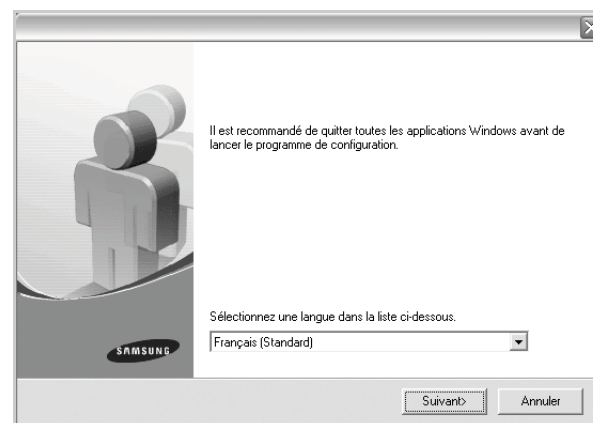 Il est recommandé de quitter toutes les applications Windows avant de
lancer le programme de configuration.
Sélectionnez une langue dans la liste ci-dessous.
Français (Standard)
SAMSUNG
Suivant>
Annuler